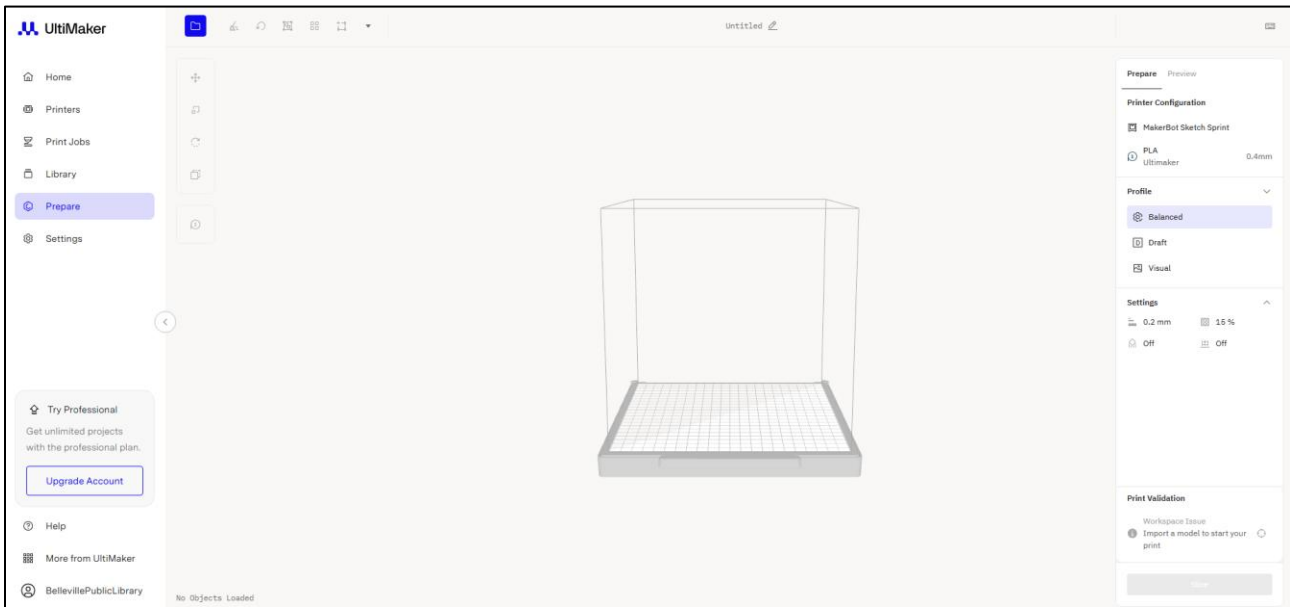 UltiMaker
Untitled
Home
Printers
Print Jobs
Library
Prepare
Settings
Try Professional
Get unlimited projects
with the professional plan.
Upgrade Account
Help
More from UltiMaker
BellevillePublicLibrary
No Objects Loaded
Prepare Preview
Printer Configuration
MakerBot Sketch Sprint
PLA
Ultimaker 0.4mm
Profile
Balanced
Draft
Visual
Settings
0.2 mm 15 %
Off Off
Print Validation
Workspace Issue
Import a model to start your
print